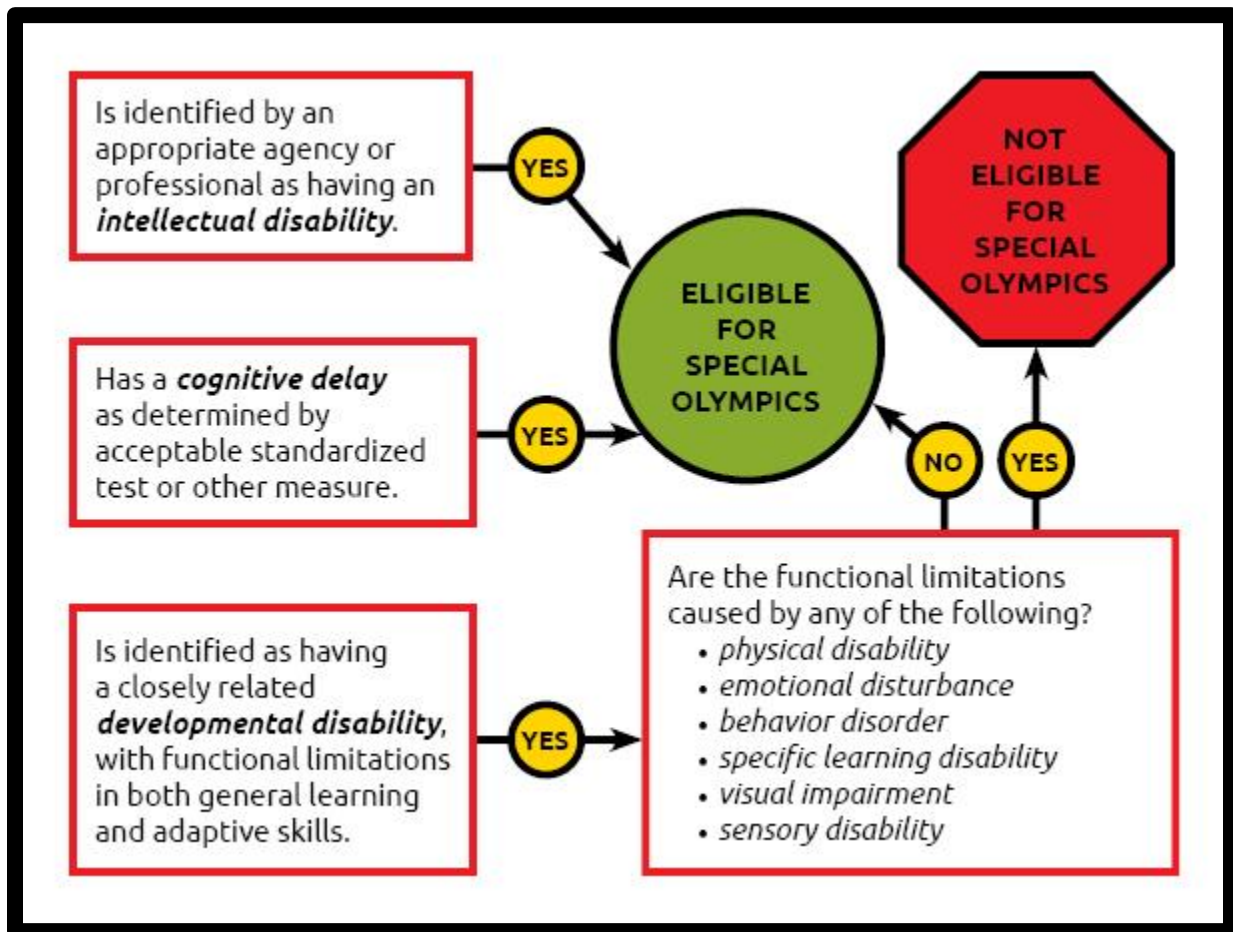 Is identified by an
appropriate agency or
professional as having an
intellectual disability.
YES
Has a cognitive delay
as determined by
acceptable standardized
test or other measure.
YES
Is identified as having
a closely related
developmental disability,
with functional limitations
in both general learning
and adaptive skills.
YES
ELIGIBLE
FOR
SPECIAL
OLYMPICS
NOT
ELIGIBLE
FOR
SPECIAL
OLYMPICS
NO
YES
Are the functional limitations
caused by any of the following?
• physical disability
• emotional disturbance
• behavior disorder
• specific learning disability
• visual impairment
• sensory disability